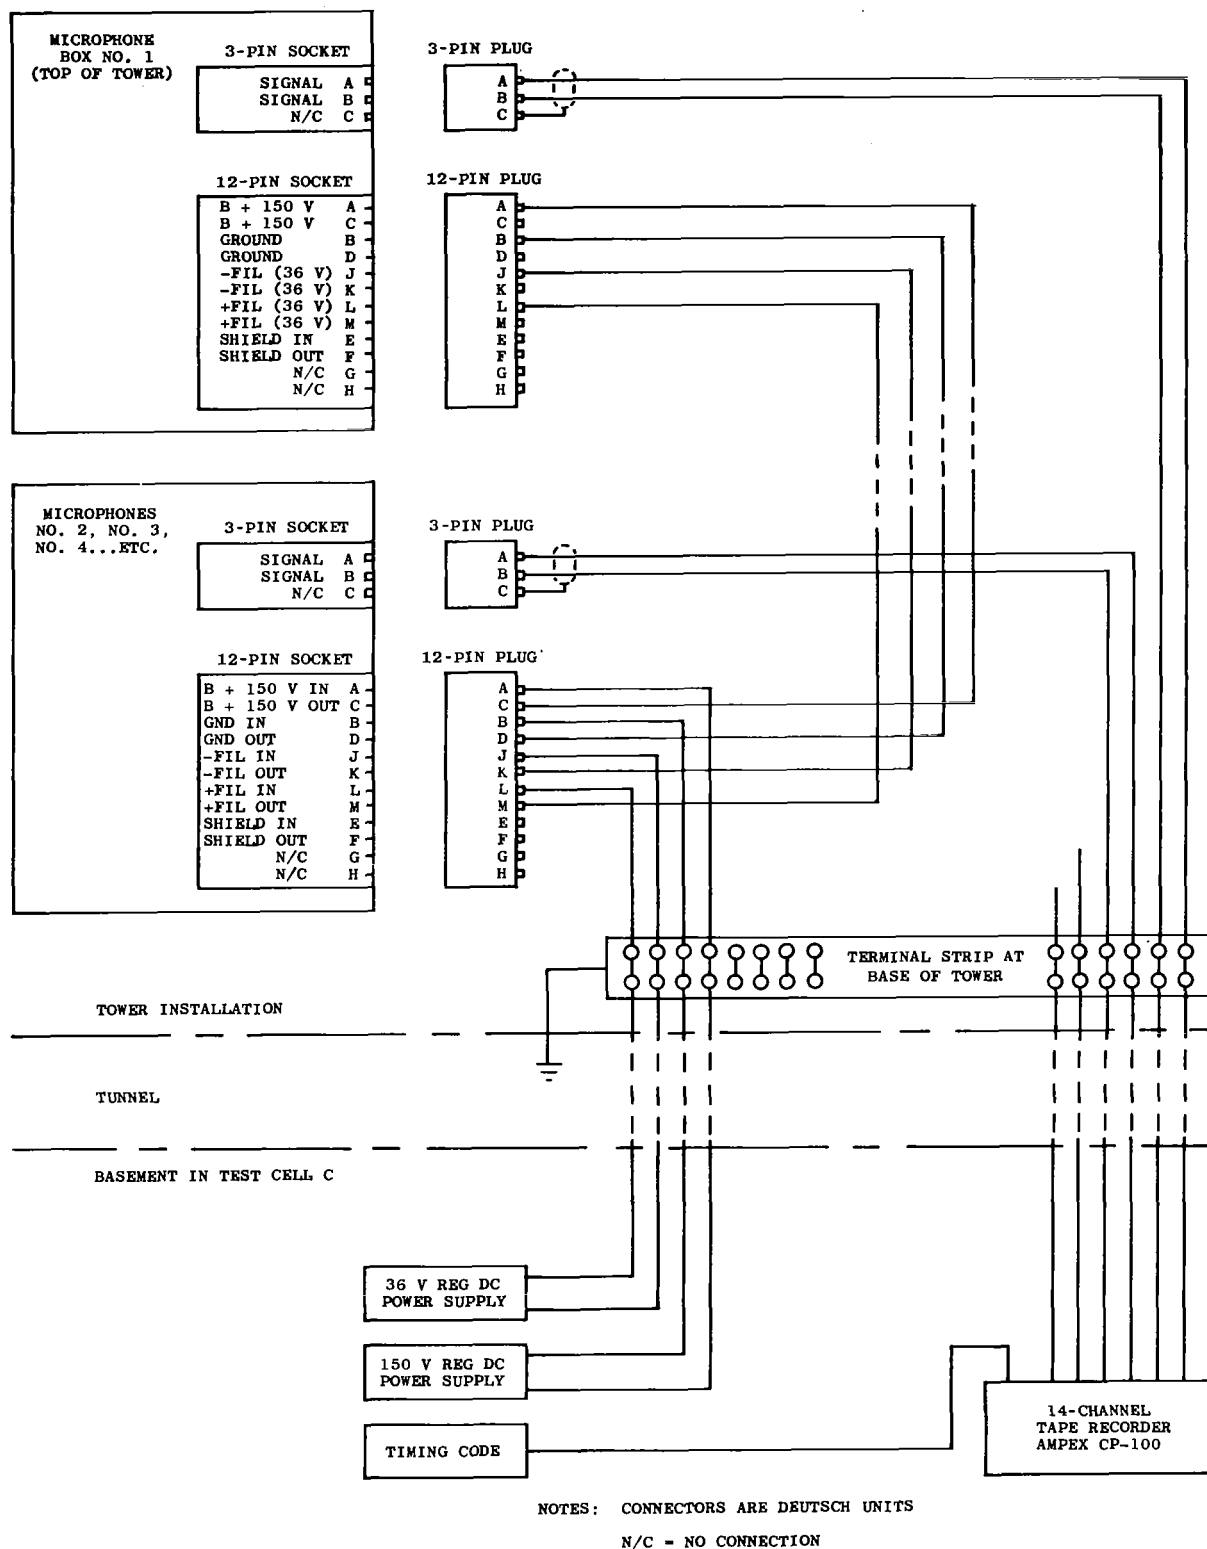 MICROPHONE
BOX NO. 1
(TOP OF TOWER)
3-PIN SOCKET
SIGNAL A
SIGNAL B
N/C C
3-PIN PLUG
A
B
C
12-PIN SOCKET
B + 150 V A
B + 150 V C
GROUND B
GROUND D
-FIL (36 V) J
-FIL (36 V) K
+FIL (36 V) L
+FIL (36 V) M
SHIELD IN E
SHIELD OUT F
N/C G
N/C H
12-PIN PLUG
A
C
B
D
J
K
L
M
E
F
G
H
MICROPHONES
NO. 2, NO. 3,
NO. 4...ETC.
3-PIN SOCKET
SIGNAL A
SIGNAL B
N/C C
3-PIN PLUG
A
B
C
12-PIN SOCKET
B + 150 V IN A
B + 150 V OUT C
GND IN B
GND OUT D
-FIL IN J
-FIL OUT K
+FIL IN L
+FIL OUT M
SHIELD IN E
SHIELD OUT F
N/C G
N/C H
12-PIN PLUG
A
C
B
D
J
K
L
M
E
F
G
H
TERMINAL STRIP AT
BASE OF TOWER
TOWER INSTALLATION
TUNNEL
BASEMENT IN TEST CELL C
36 V REG DC
POWER SUPPLY
150 V REG DC
POWER SUPPLY
TIMING CODE
14-CHANNEL
TAPE RECORDER
AMPEX CP-100
NOTES: CONNECTORS ARE DEUTSCH UNITS
N/C = NO CONNECTION